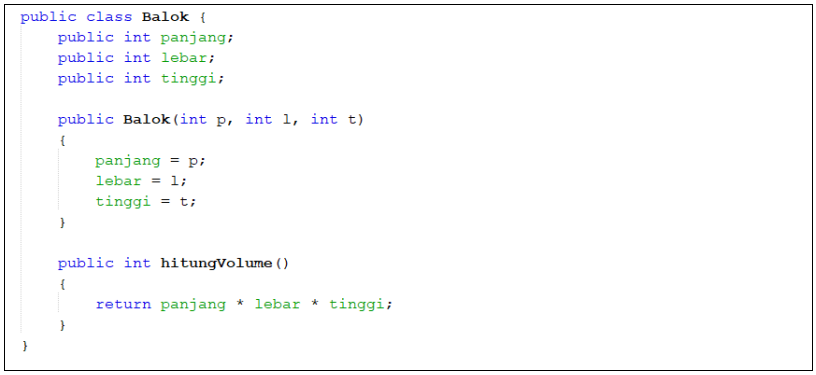 public class Balok {
    public int panjang;
    public int lebar;
    public int tinggi;

    public Balok(int p, int l, int t)
    {
        panjang = p;
        lebar = l;
        tinggi = t;
    }

    public int hitungVolume()
    {
        return panjang * lebar * tinggi;
    }
}